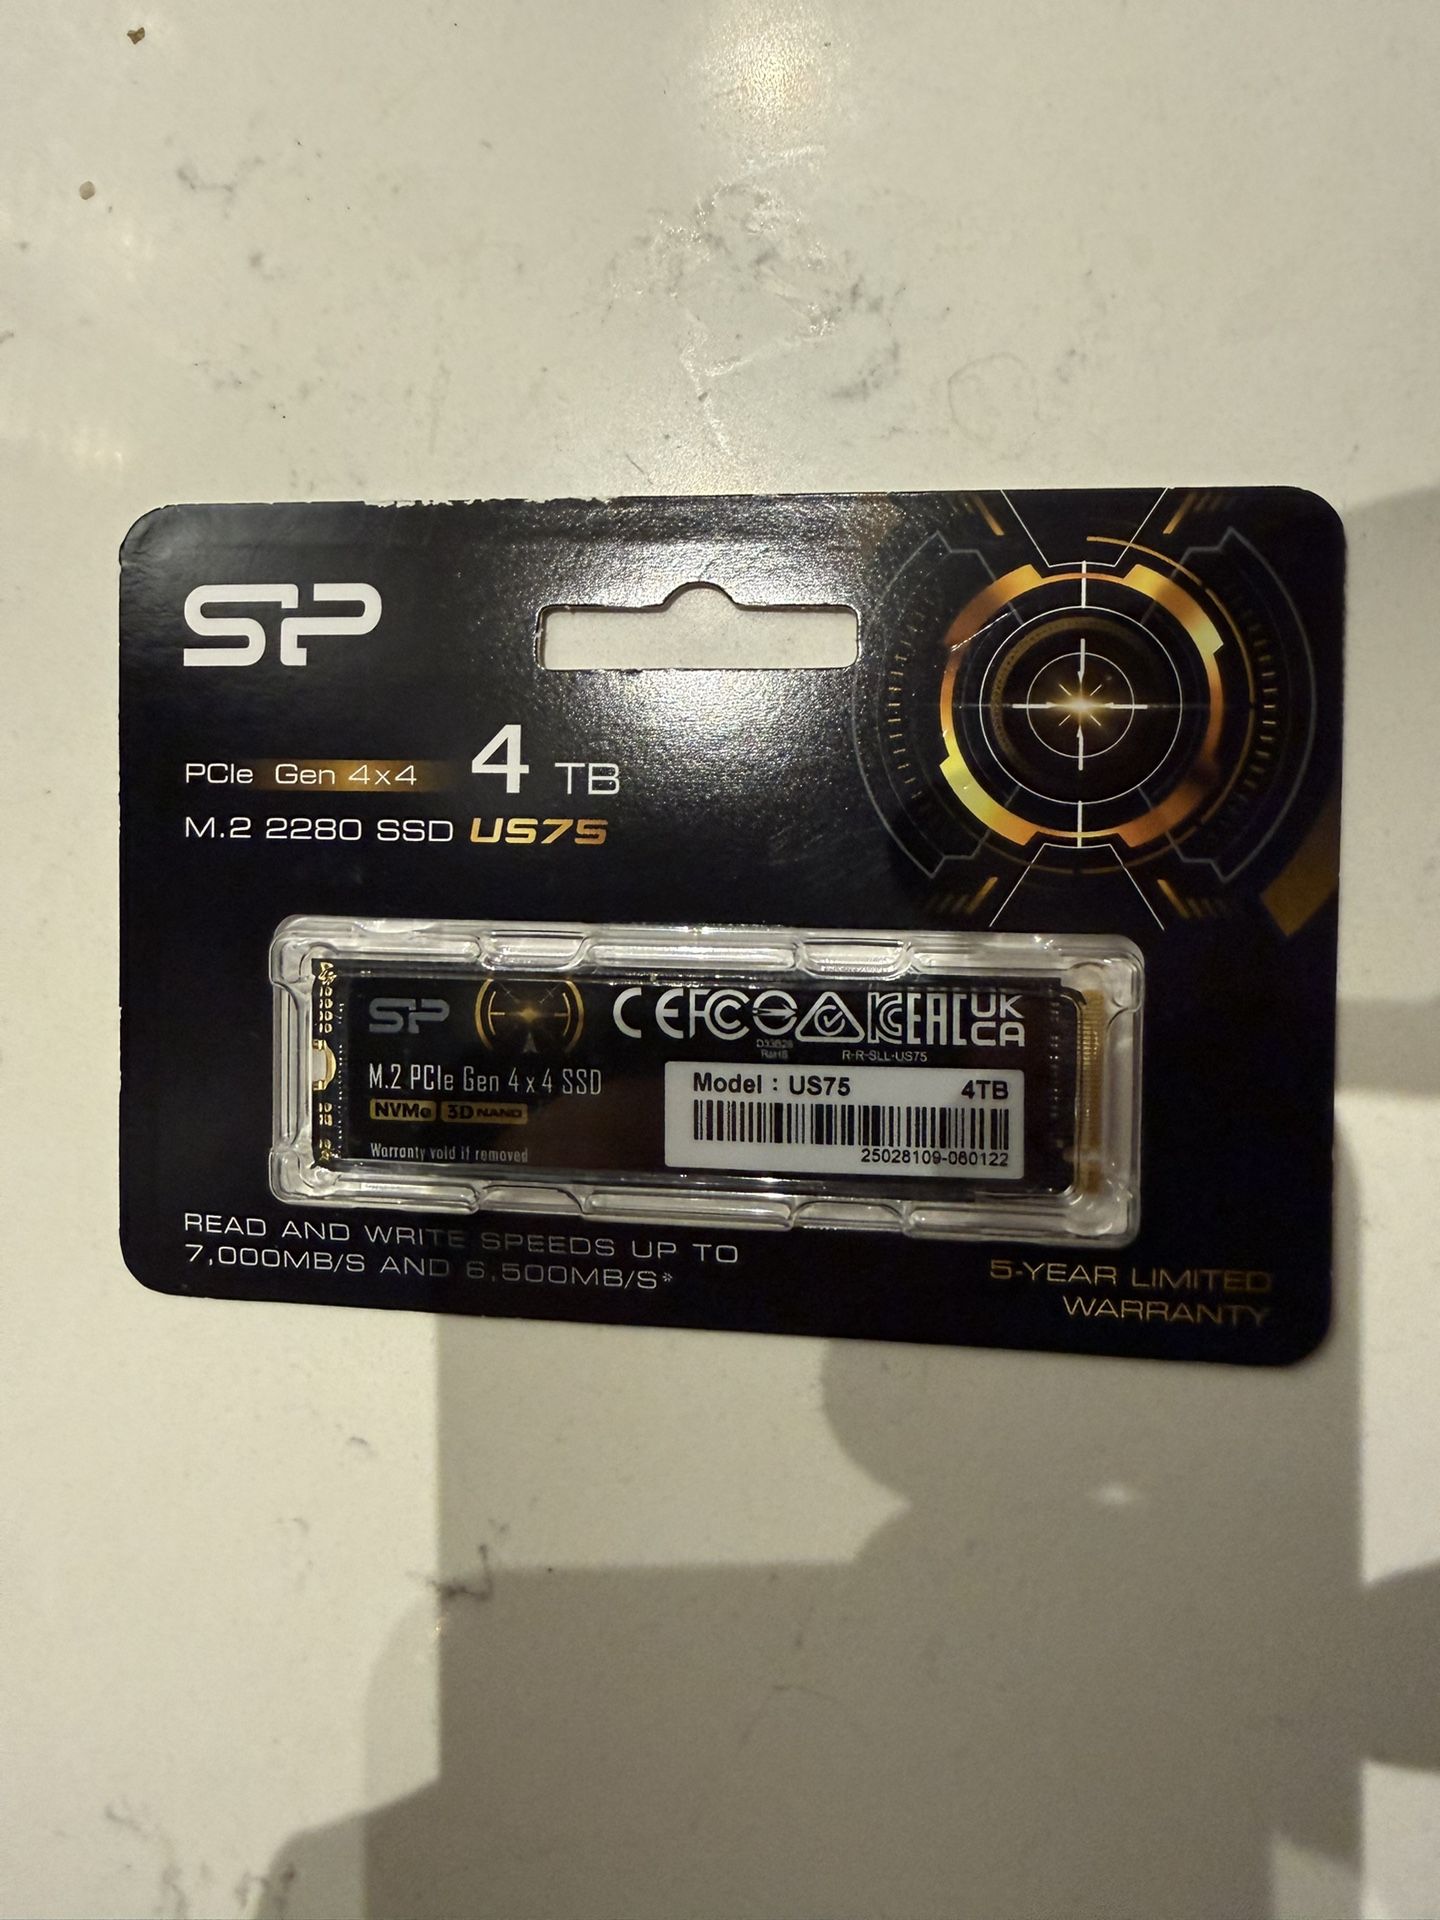 SP
PCIe Gen 4x4 4 TB
M.2 2280 SSD US75
SP
CE FC EAC UK CA
R-R-SLL-US75
M.2 PCIe Gen 4 x 4 SSD
NVMe 3D NAND
Warranty void if removed
Model : US75 4TB
25028109-060122
READ AND WRITE SPEEDS UP TO
7,000MB/S AND 6,500MB/S*
5-YEAR LIMITED
WARRANTY